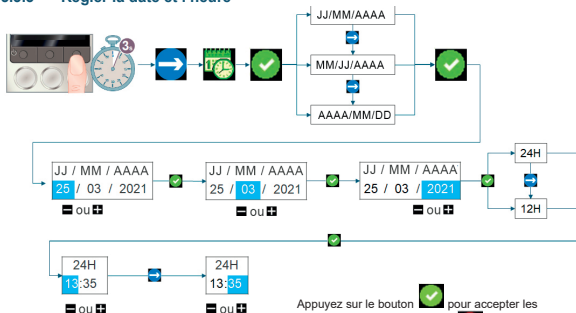 Régler la date et l'heure
3s
JJ/MM/AAAA
MM/JJ/AAAA
AAAA/MM/DD
JJ / MM / AAAA
25 / 03 / 2021
ou
JJ / MM / AAAA
25 / 03 / 2021
ou
JJ / MM / AAAA
25 / 03 / 2021
ou
24H
12H
24H
13:35
ou
24H
13:35
ou
Appuyez sur le bouton pour accepter les